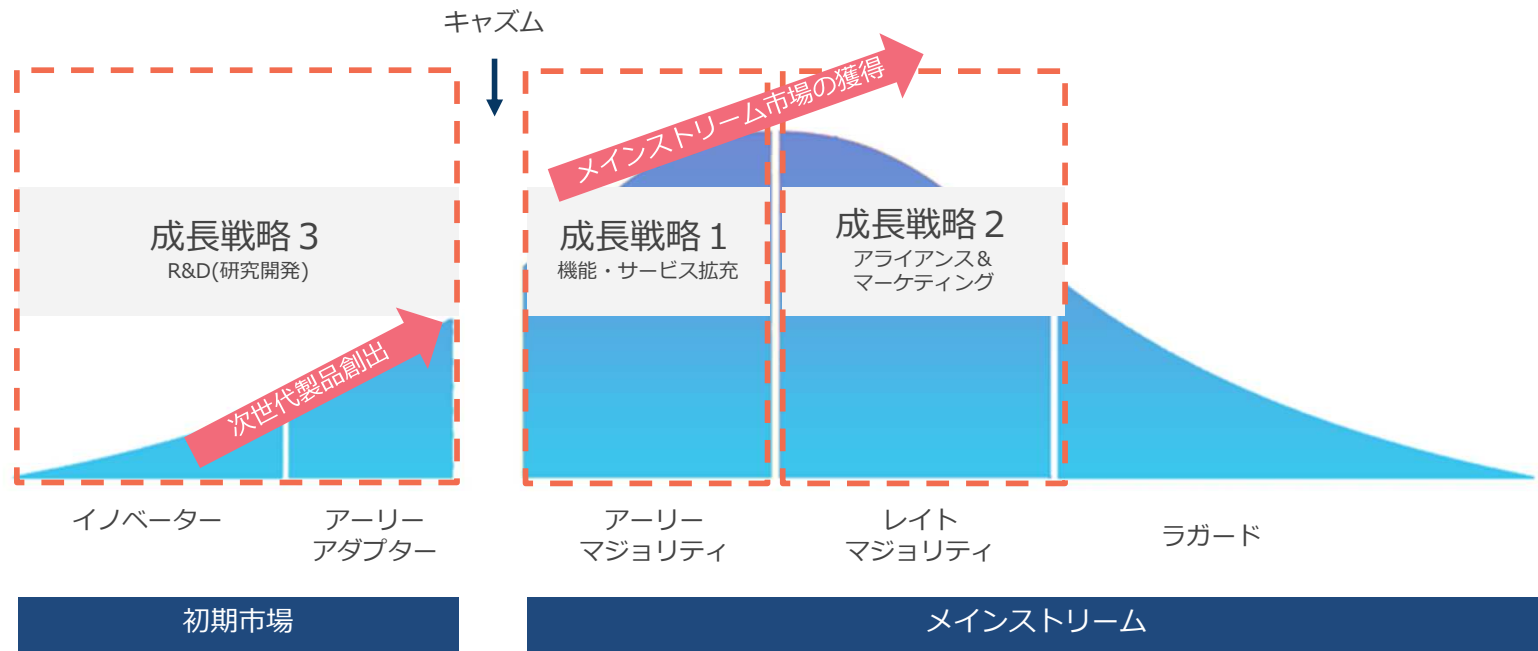 キャズム
メインストリーム市場の獲得
成長戦略３
R&D(研究開発)
成長戦略１
機能・サービス拡充
成長戦略２
アライアンス＆
マーケティング
次世代製品創出
イノベーター
アーリー
アダプター
アーリー
マジョリティ
レイト
マジョリティ
ラガード
初期市場
メインストリーム